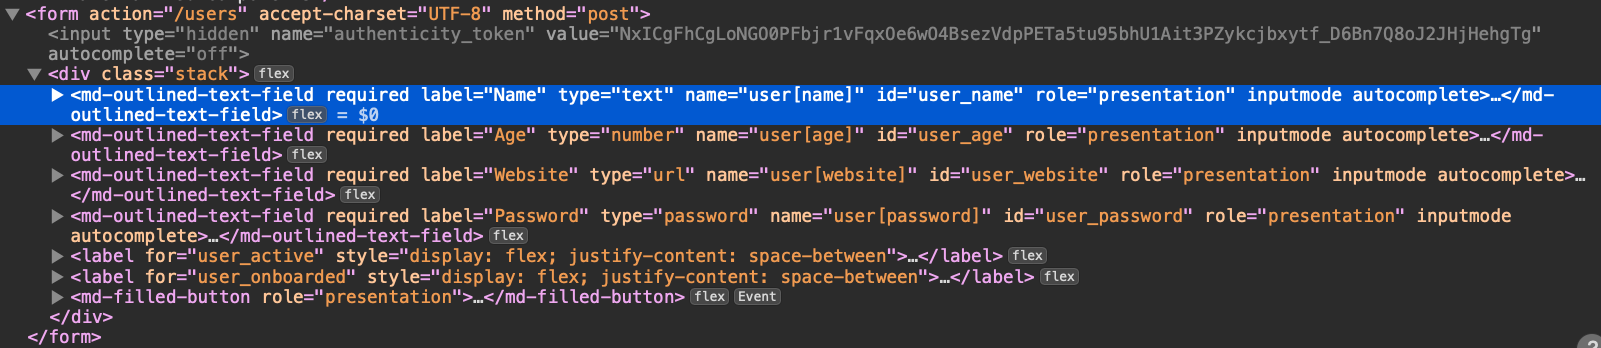 ▼<form action="/users" accept-charset="UTF-8" method="post">
<input type="hidden" name="authenticity_token" value="NxICgFhCgLoNGO0PFbjr1vFqxOe6wO4BsezVdpPETa5tu95bhU1Ait3PZykcjbxytf_D6Bn7Q8oJ2JHjHehgTg"
autocomplete="off">
▼<div class="stack"> flex
▶<md-outlined-text-field required label="Name" type="text" name="user[name]" id="user_name" role="presentation" inputmode autocomplete>…</md-
outlined-text-field> flex = $0
▶<md-outlined-text-field required label="Age" type="number" name="user[age]" id="user_age" role="presentation" inputmode autocomplete>…</md-
outlined-text-field> flex
▶<md-outlined-text-field required label="Website" type="url" name="user[website]" id="user_website" role="presentation" inputmode autocomplete>…
</md-outlined-text-field> flex
▶<md-outlined-text-field required label="Password" type="password" name="user[password]" id="user_password" role="presentation" inputmode
autocomplete>…</md-outlined-text-field> flex
▶<label for="user_active" style="display: flex; justify-content: space-between">…</label> flex
▶<label for="user_onboarded" style="display: flex; justify-content: space-between">…</label> flex
▶<md-filled-button role="presentation">…</md-filled-button> flex Event
</div>
</form>